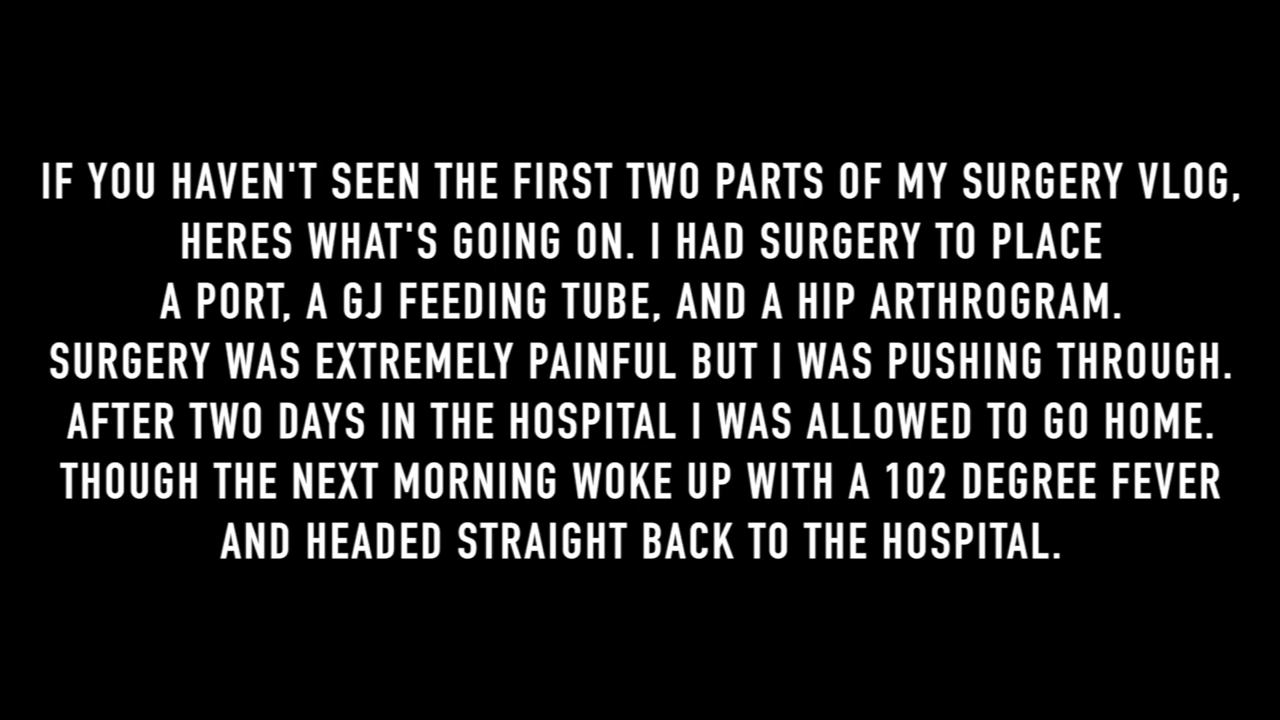 IF YOU HAVEN'T SEEN THE FIRST TWO PARTS OF MY SURGERY VLOG,
HERES WHAT'S GOING ON. I HAD SURGERY TO PLACE
A PORT, A GJ FEEDING TUBE, AND A HIP ARTHROGRAM.
SURGERY WAS EXTREMELY PAINFUL BUT I WAS PUSHING THROUGH.
AFTER TWO DAYS IN THE HOSPITAL I WAS ALLOWED TO GO HOME.
THOUGH THE NEXT MORNING WOKE UP WITH A 102 DEGREE FEVER
AND HEADED STRAIGHT BACK TO THE HOSPITAL.